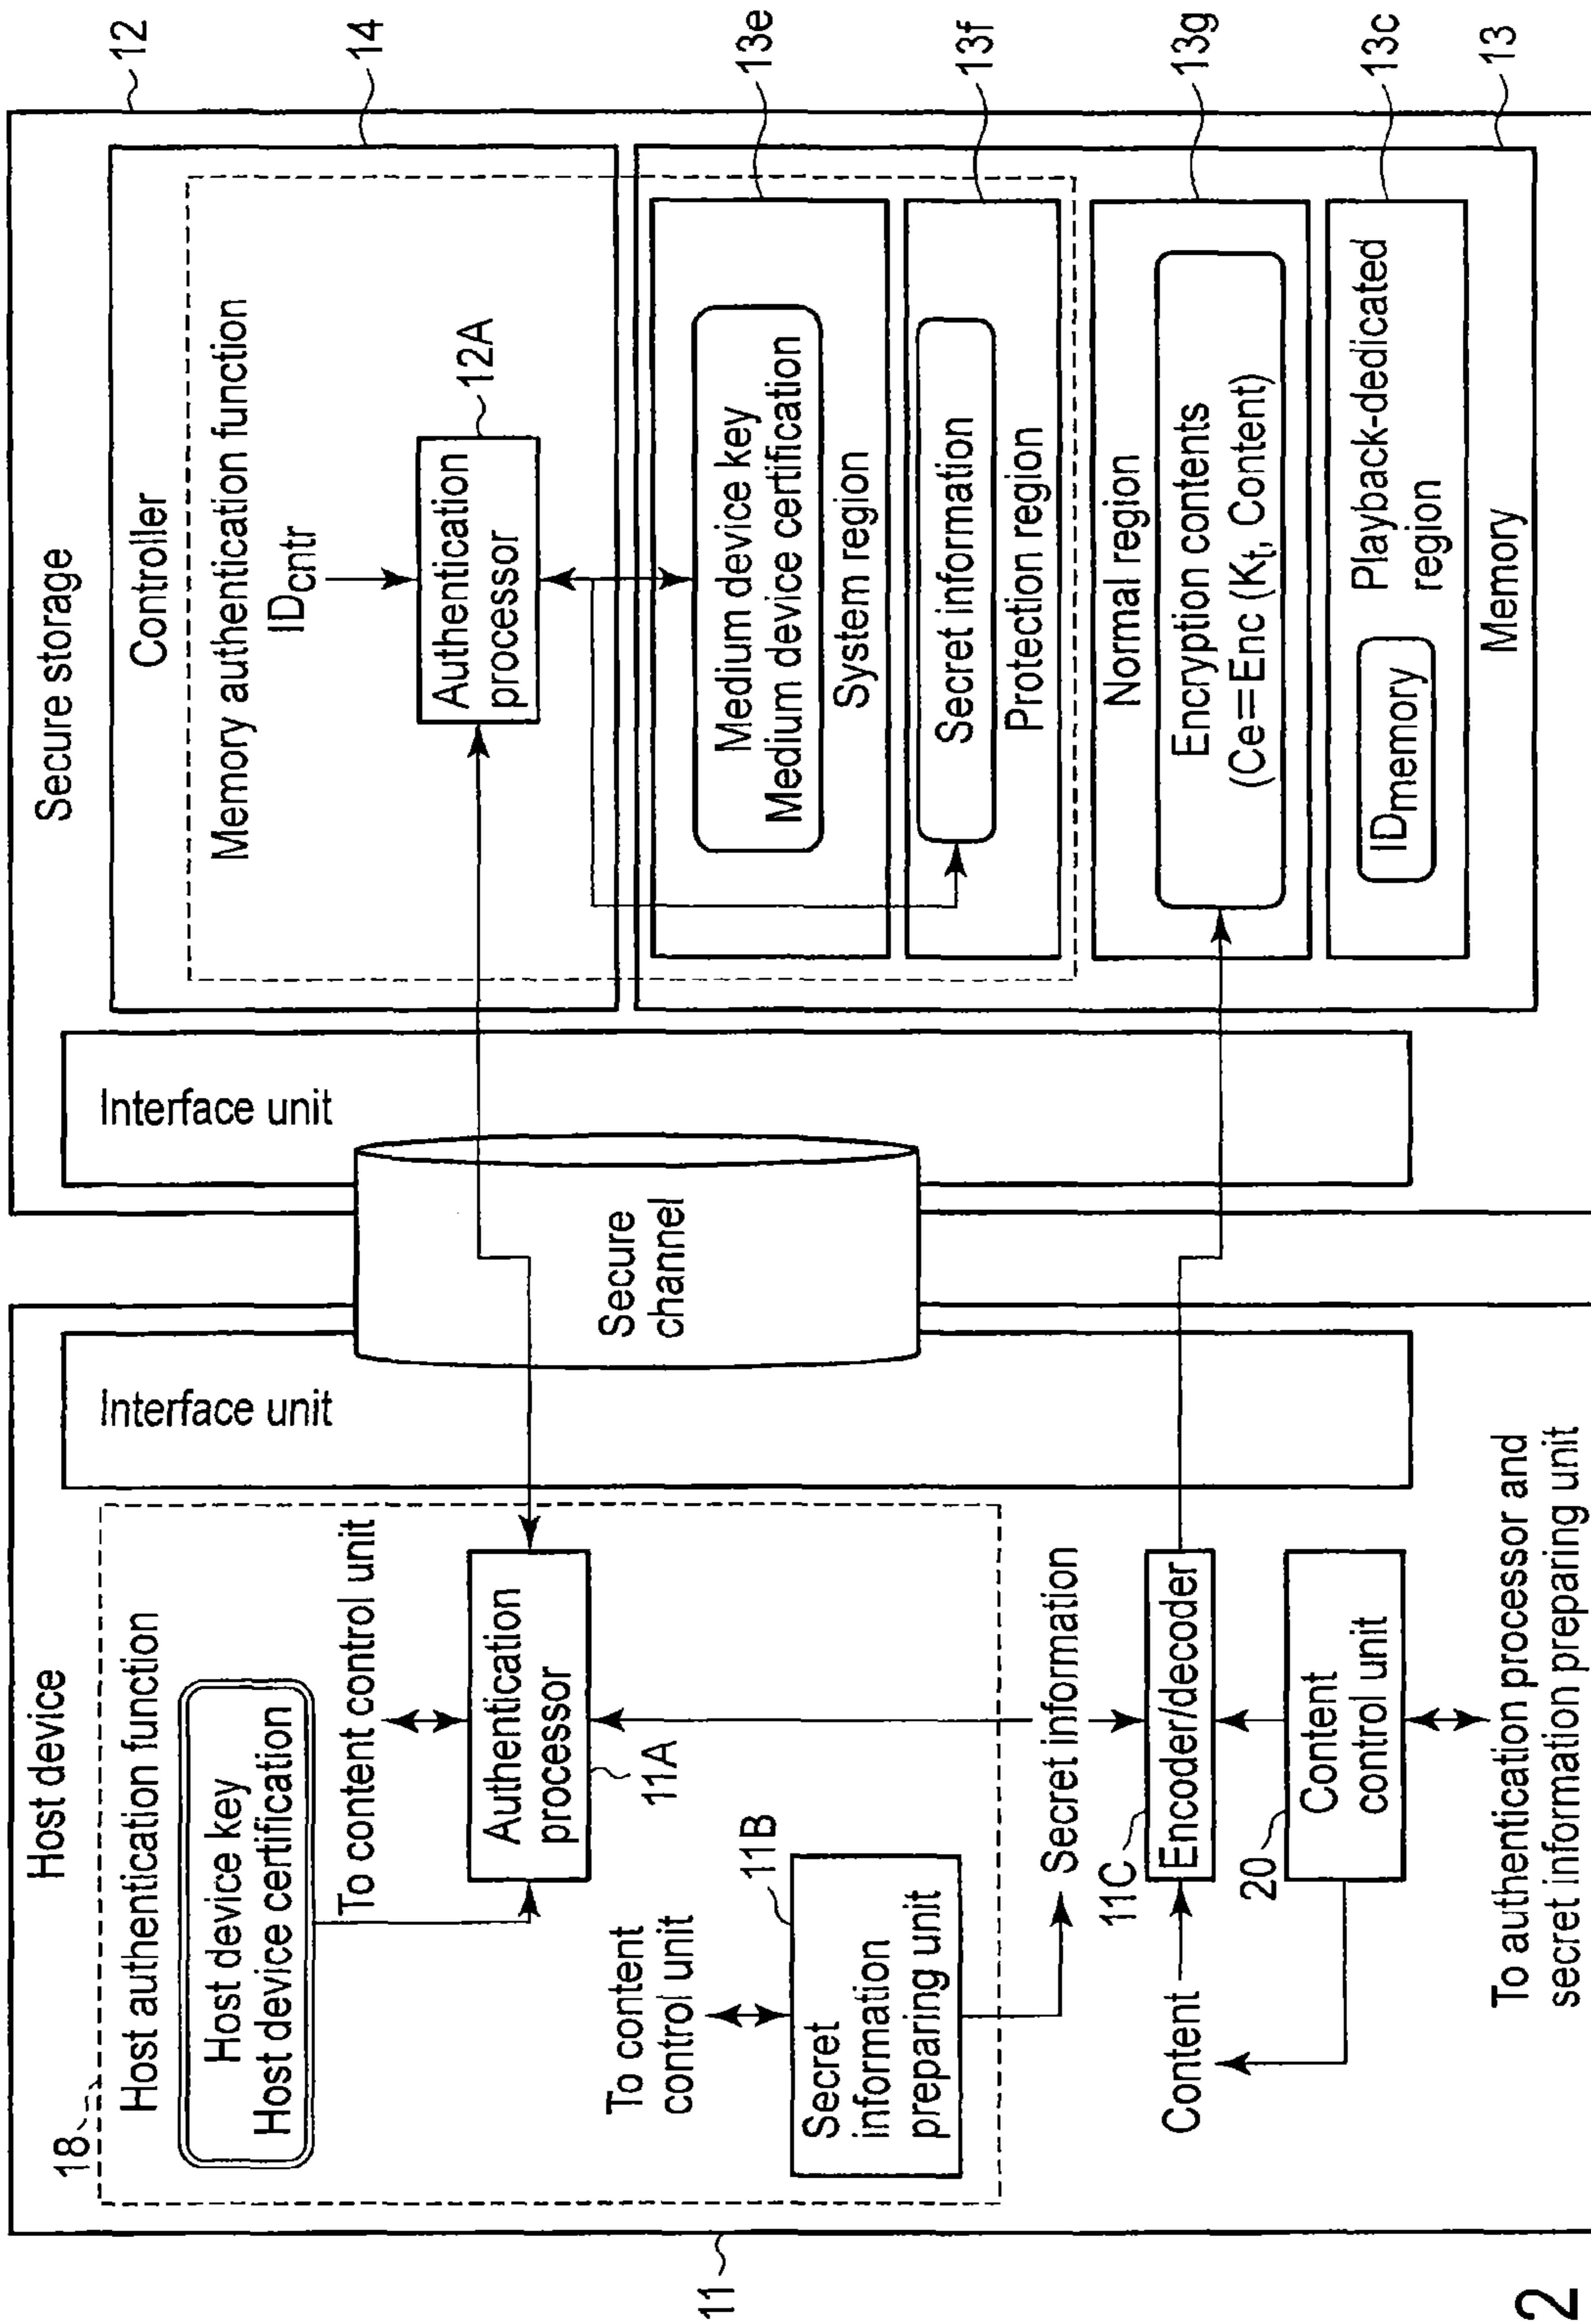 Host device
18
Host authentication function
Host device key
Host device certification
To content control unit
Authentication
processor
11A
To content
control unit
11B
Secret
information
preparing unit
Secret information
11C
Encoder/decoder
Content
20
Content
control unit
To authentication processor and
secret information preparing unit
11
Interface unit
Secure
channel
Interface unit
Secure storage
12
Controller
14
Memory authentication function
IDcntr
12A
Authentication
processor
Medium device key
Medium device certification
System region
13e
Secret information
Protection region
13f
Normal region
Encryption contents
(Ce=Enc (Kt, Content)
13g
Playback-dedicated
region
IDmemory
13c
Memory
13
2